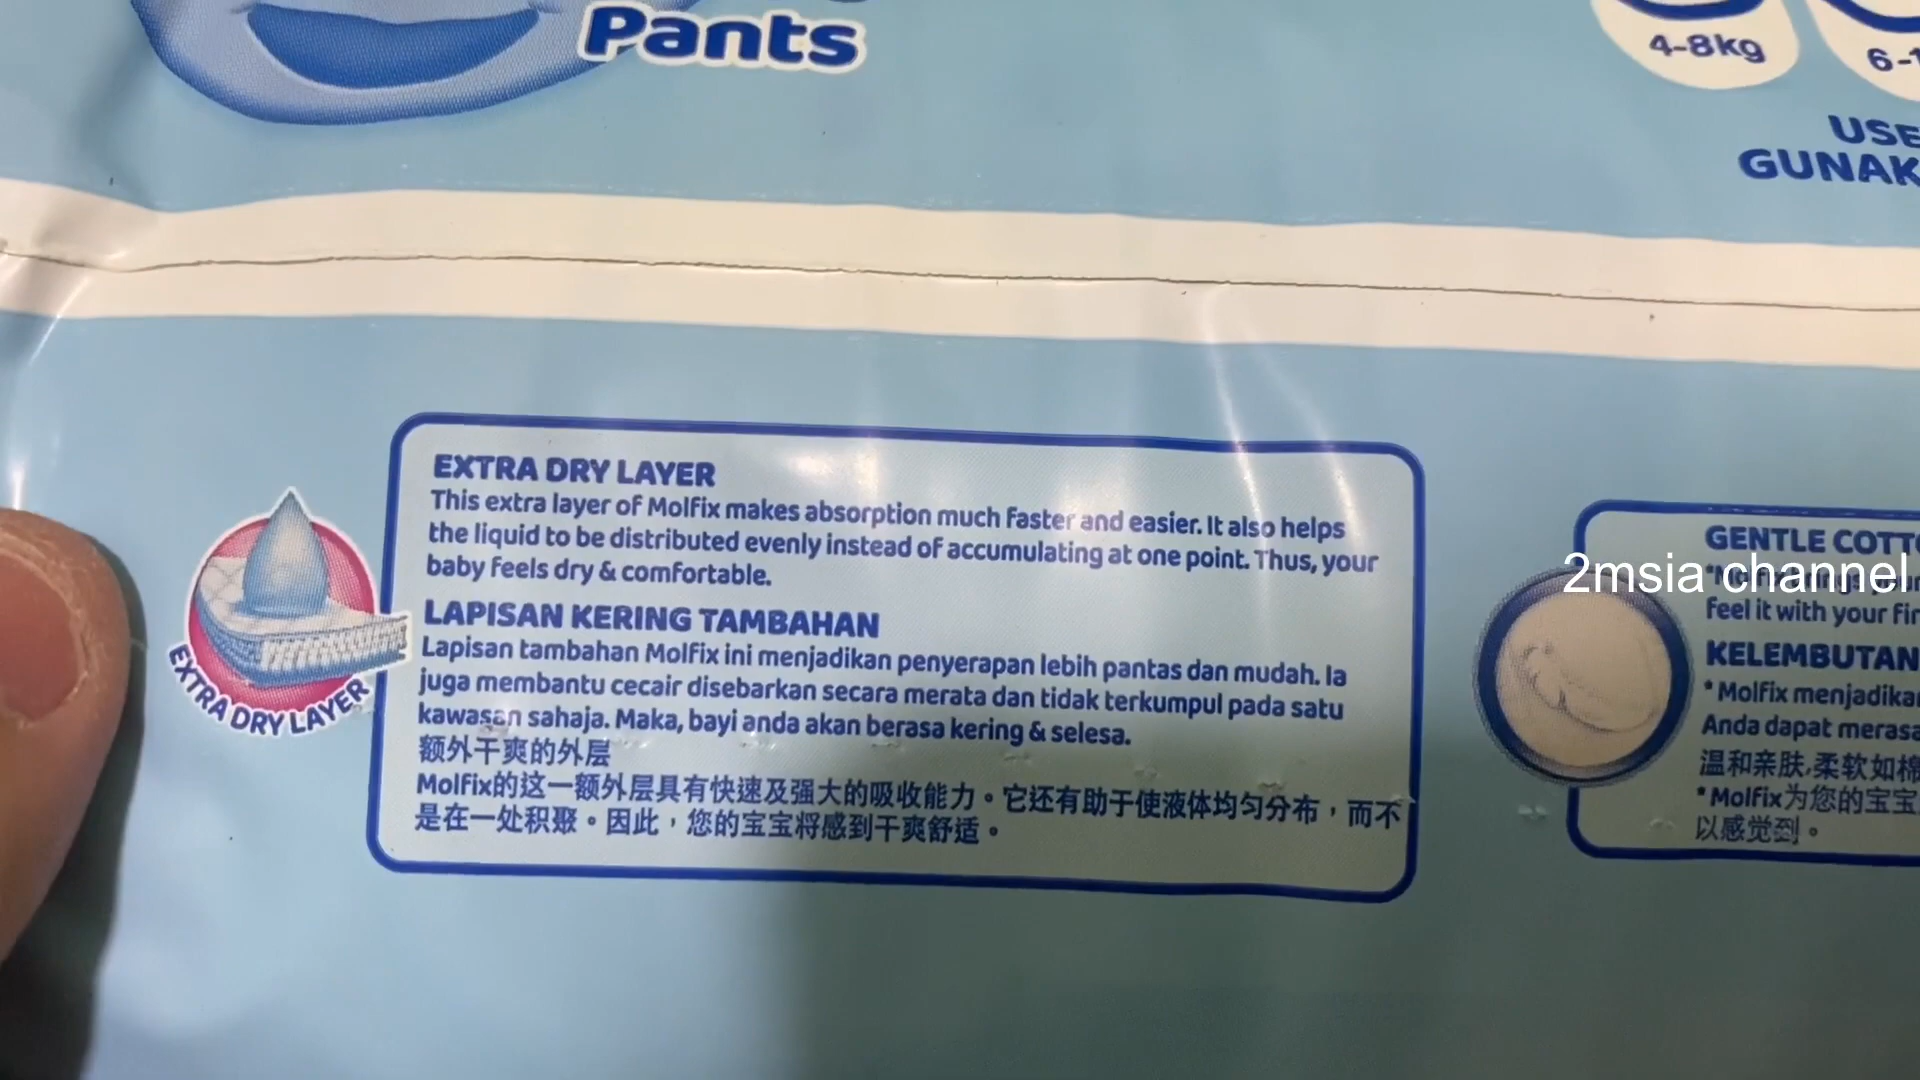 Pants
4-8kg
6-1
USE
GUNAK
EXTRA DRY LAYER
This extra layer of Molfix makes absorption much faster and easier. It also helps
the liquid to be distributed evenly instead of accumulating at one point. Thus, your
baby feels dry & comfortable.
LAPISAN KERING TAMBAHAN
Lapisan tambahan Molfix ini menjadikan penyerapan lebih pantas dan mudah. Ia
juga membantu cecair disebarkan secara merata dan tidak terkumpul pada satu
kawasan sahaja. Maka, bayi anda akan berasa kering & selesa.
额外干爽的外层
Molfix的这一额外层具有快速及强大的吸收能力。它还有助于使液体均匀分布，而不
是在一处积聚。因此，您的宝宝将感到干爽舒适。
EXTRA DRY LAYER
GENTLE COTTO
2msia channel
feel it with your fin
KELEMBUTAN
*Molfix menjadikan
Anda dapat merasa
温和亲肤,柔软如棉
*Molfix为您的宝宝
以感觉到。